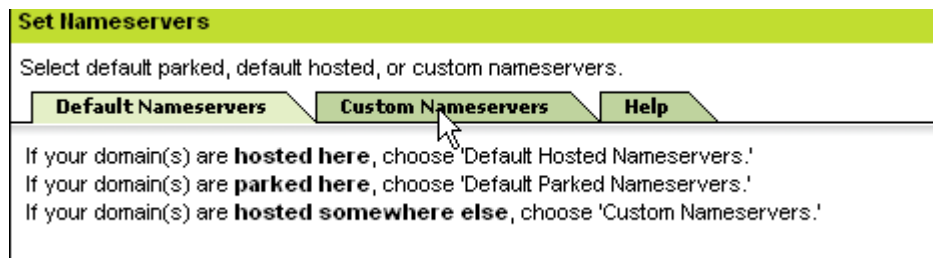 Set Nameservers
Select default parked, default hosted, or custom nameservers.
Default Nameservers Custom Nameservers Help
If your domain(s) are hosted here, choose 'Default Hosted Nameservers.'
If your domain(s) are parked here, choose 'Default Parked Nameservers.'
If your domain(s) are hosted somewhere else, choose 'Custom Nameservers.'